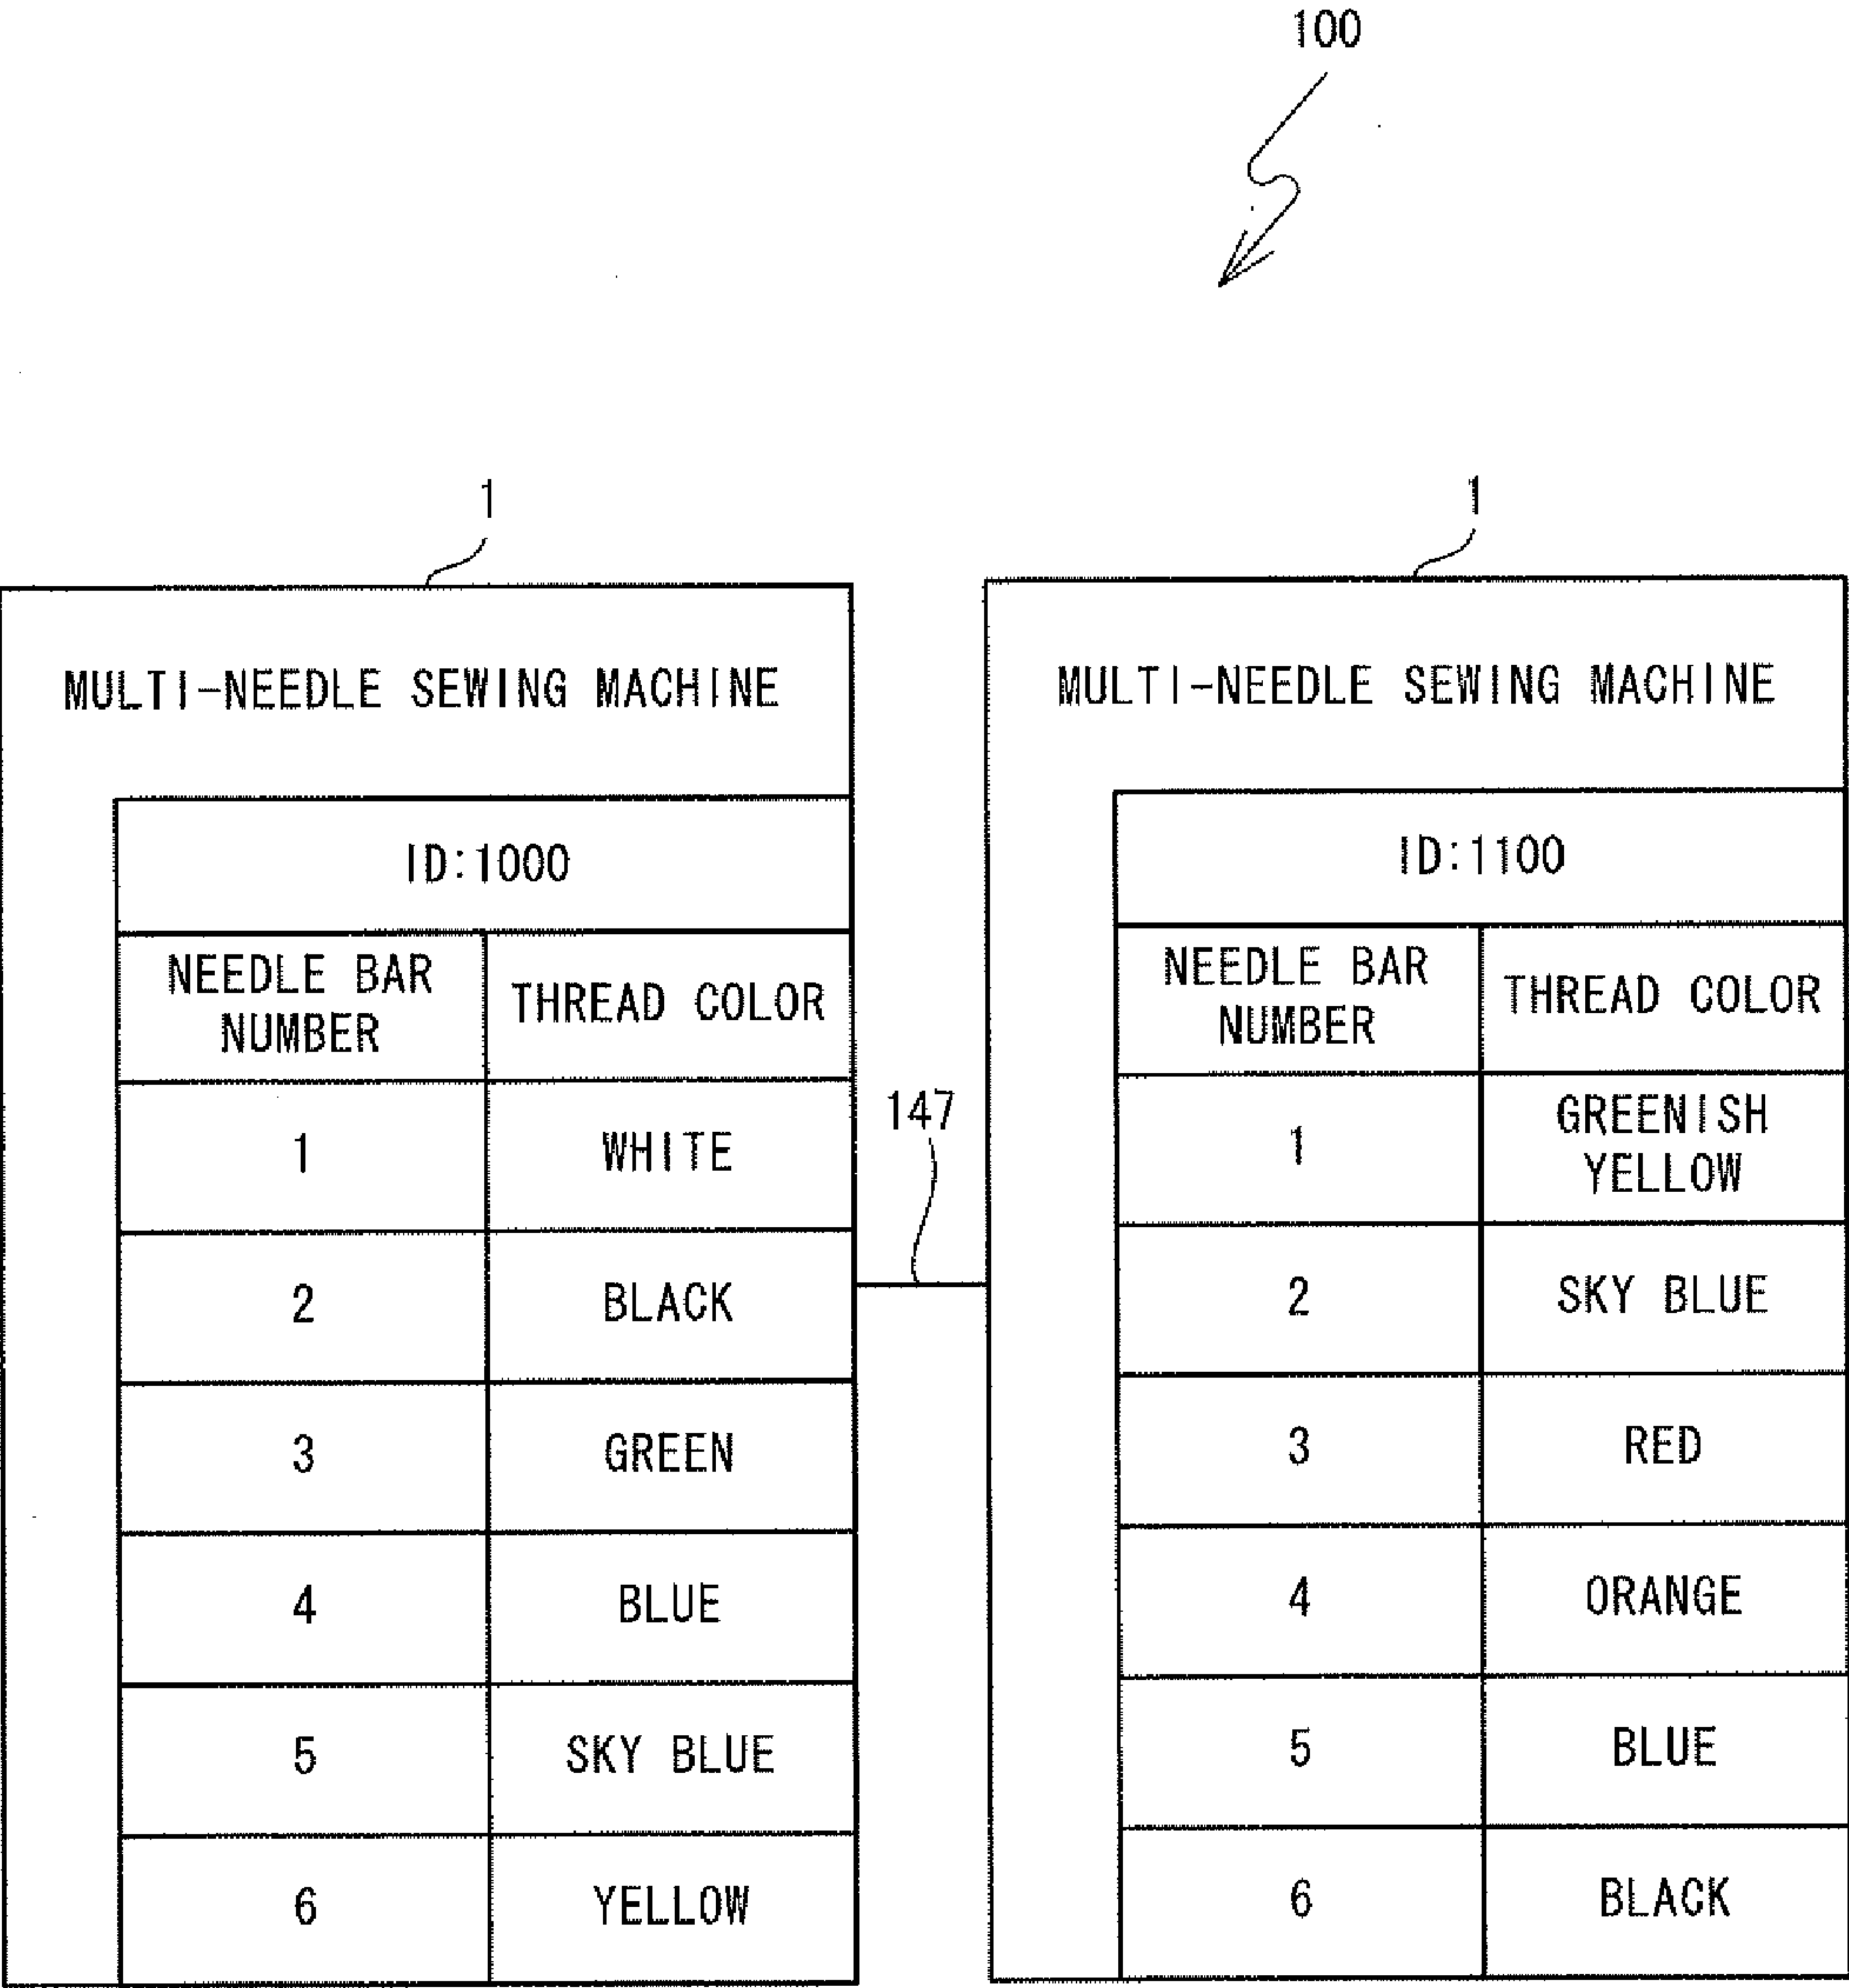 100
1
MULTI-NEEDLE SEWING MACHINE
ID:1000
NEEDLE BAR NUMBER
THREAD COLOR
1 WHITE
2 BLACK
3 GREEN
4 BLUE
5 SKY BLUE
6 YELLOW
147
1
MULTI-NEEDLE SEWING MACHINE
ID:1100
NEEDLE BAR NUMBER
THREAD COLOR
1 GREENISH YELLOW
2 SKY BLUE
3 RED
4 ORANGE
5 BLUE
6 BLACK